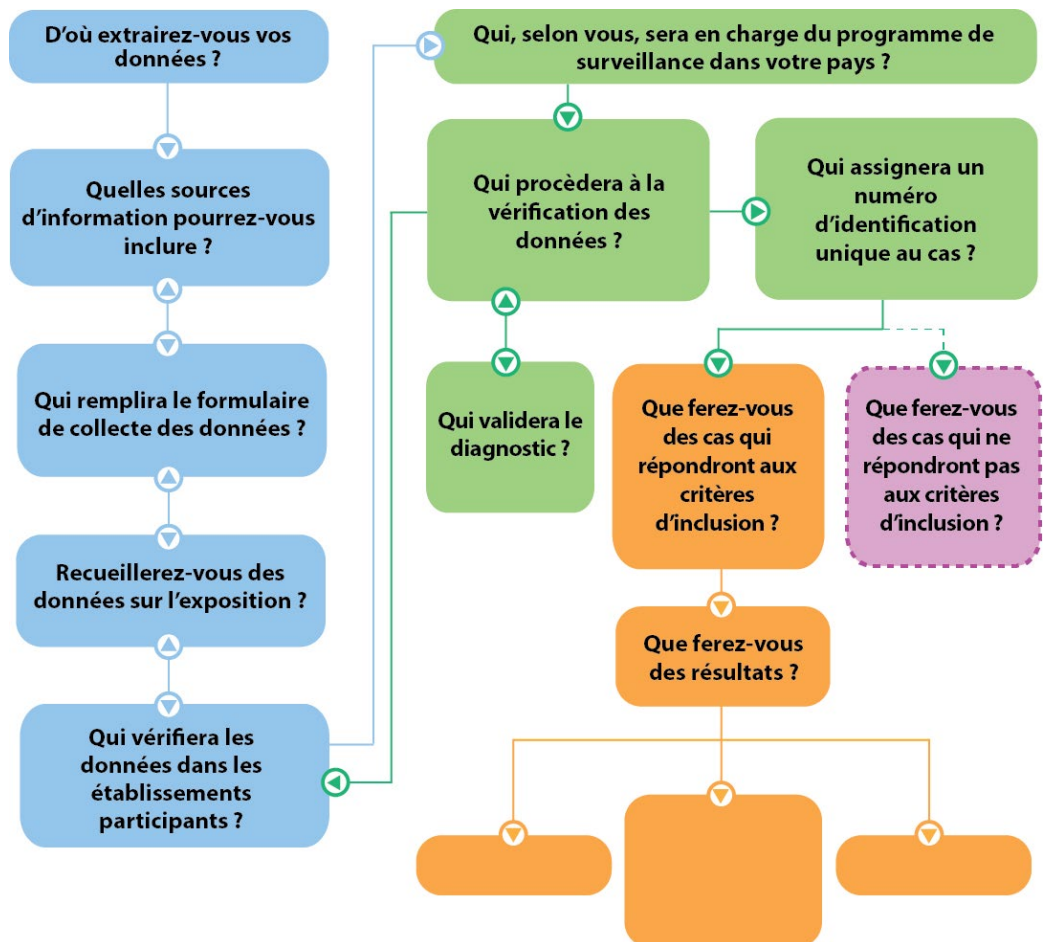 D’où extrairez-vous vos
données ?
Quelles sources
d’information pourrez-vous
inclure ?
Qui remplira le formulaire
de collecte des données ?
Recueillerez-vous des
données sur l’exposition ?
Qui vérifiera les
données dans les
établissements
participants ?
Qui, selon vous, sera en charge du programme de
surveillance dans votre pays ?
Qui procèdera à la
vérification des
données ?
Qui assignera un
numéro
d’identification
unique au cas ?
Qui validera le
diagnostic ?
Que ferez-vous
des cas qui
répondront aux
critères
d’inclusion ?
Que ferez-vous
des cas qui ne
répondront pas
aux critères
d’inclusion ?
Que ferez-vous
des résultats ?